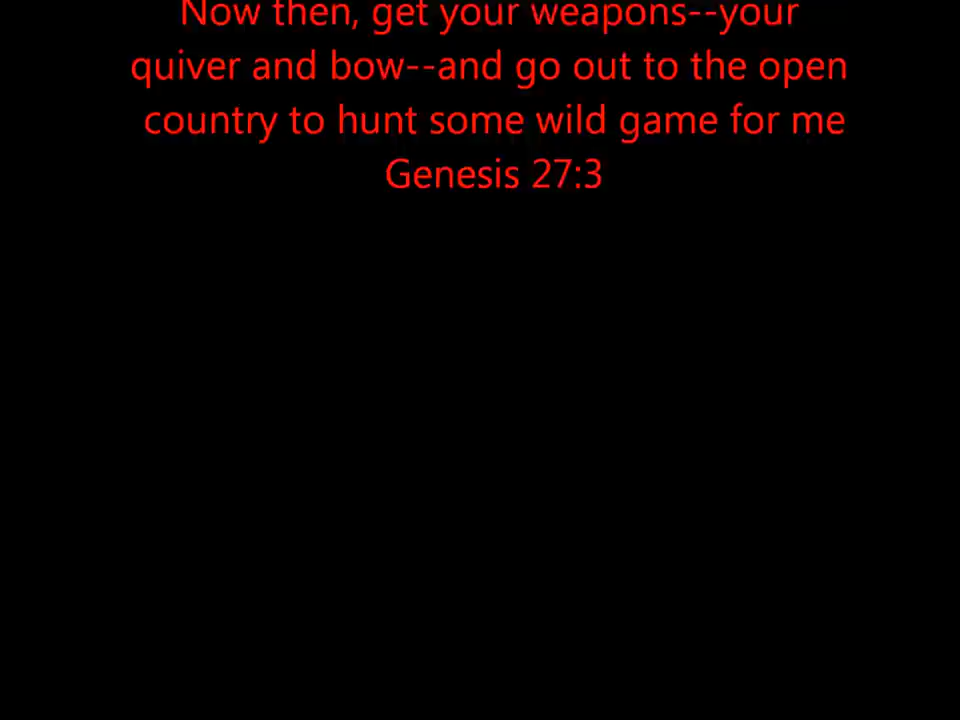 Now then, get your weapons--your
quiver and bow--and go out to the open
country to hunt some wild game for me
Genesis 27:3